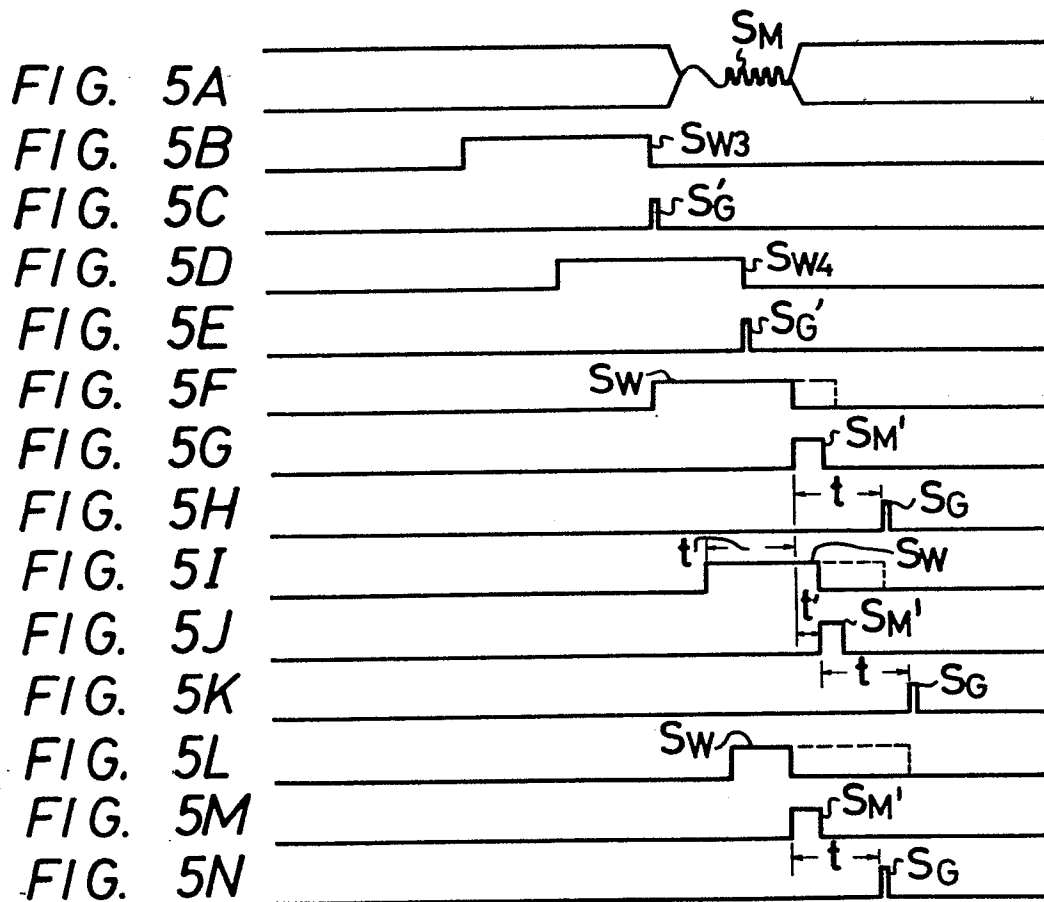 SM
FIG. 5A
FIG. 5B SW3
FIG. 5C S'G
FIG. 5D SW4
FIG. 5E SG'
FIG. 5F SW
FIG. 5G SM'
t
FIG. 5H SG
t
FIG. 5I SW
t'
FIG. 5J SM'
t
FIG. 5K SG
FIG. 5L SW
FIG. 5M SM'
t
FIG. 5N SG